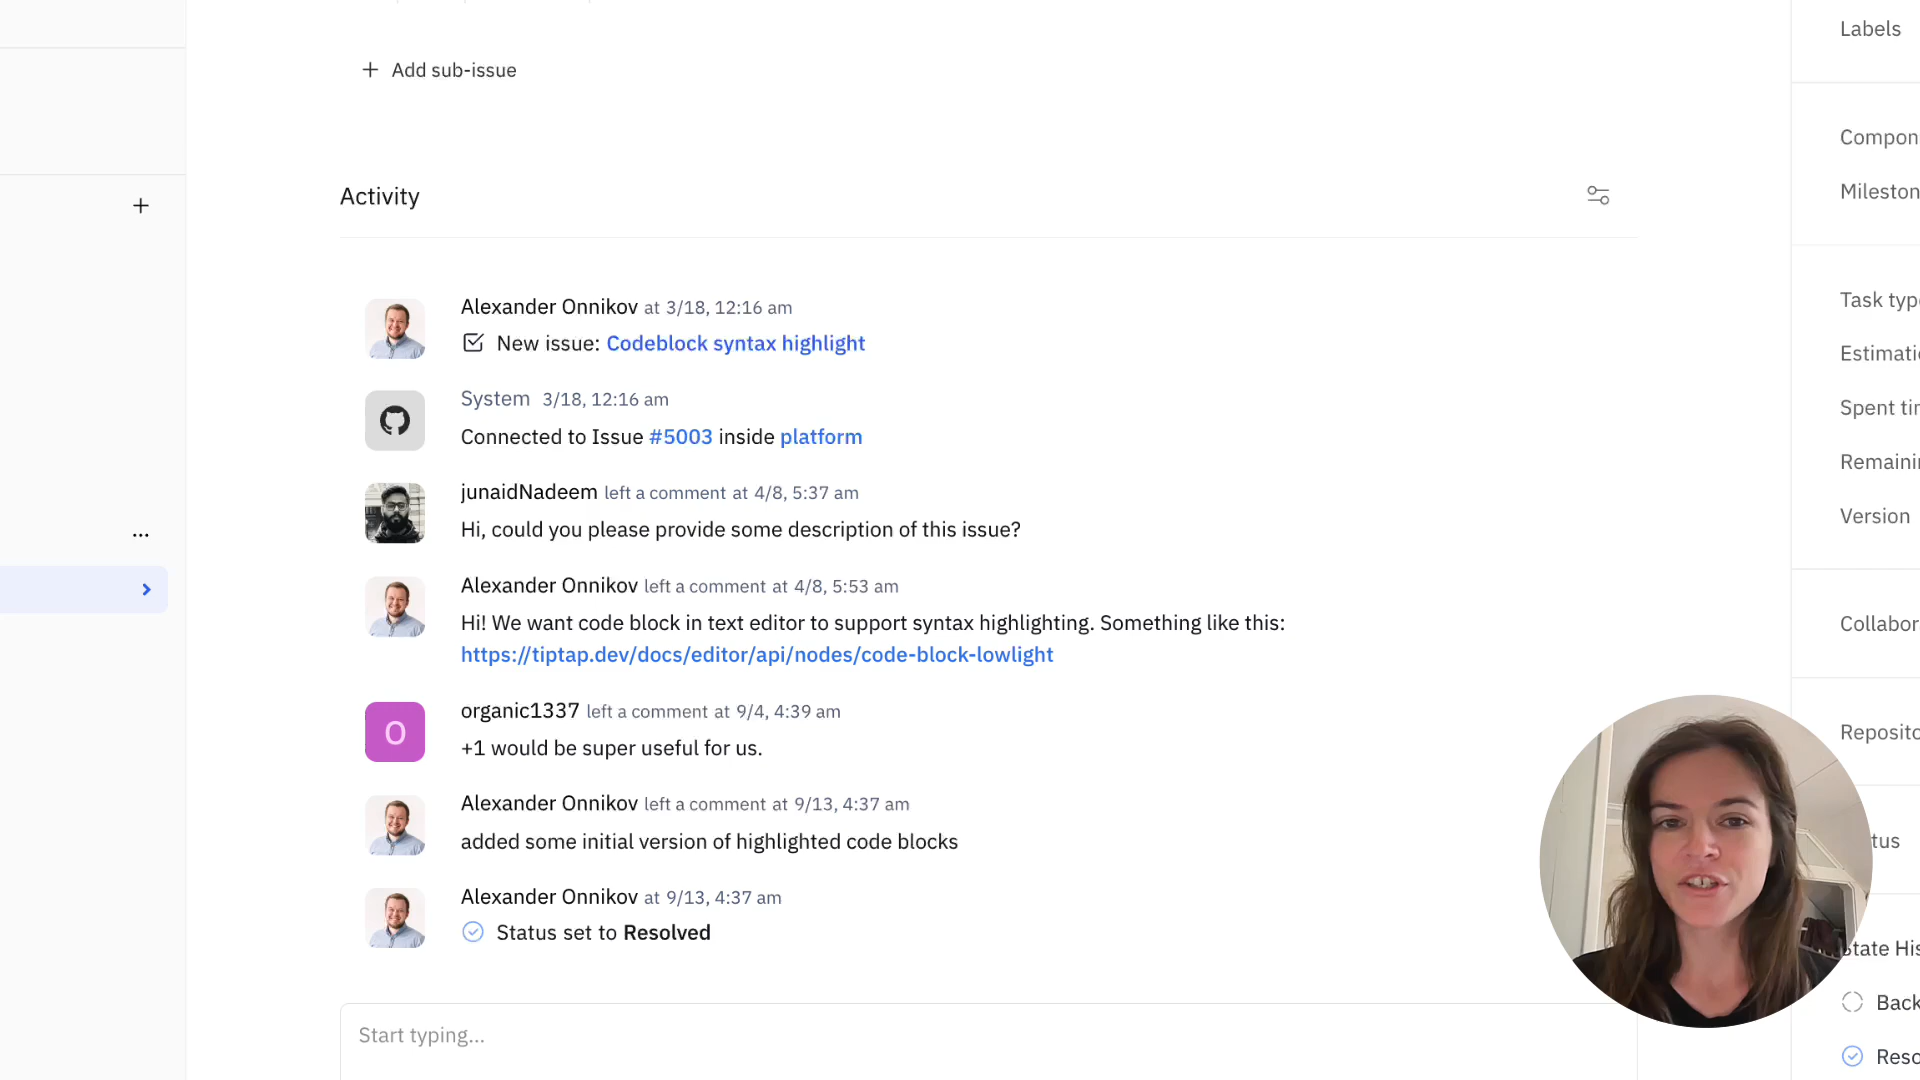 Labels
+ Add sub-issue
Compon
Activity
Mileston
Alexander Onnikov at 3/18, 12:16 am
New issue: Codeblock syntax highlight
Task type
Estimatio
System 3/18, 12:16 am
Connected to Issue #5003 inside platform
Spent tim
Remainin
junaidNadeem left a comment at 4/8, 5:37 am
Hi, could you please provide some description of this issue?
Version
...
Alexander Onnikov left a comment at 4/8, 5:53 am
Hi! We want code block in text editor to support syntax highlighting. Something like this:
https://tiptap.dev/docs/editor/api/nodes/code-block-lowlight
Collabor
organic1337 left a comment at 9/4, 4:39 am
O
+1 would be super useful for us.
Reposito
Alexander Onnikov left a comment at 9/13, 4:37 am
added some initial version of highlighted code blocks
tus
Alexander Onnikov at 9/13, 4:37 am
Status set to Resolved
State His
Back
Start typing...
Reso